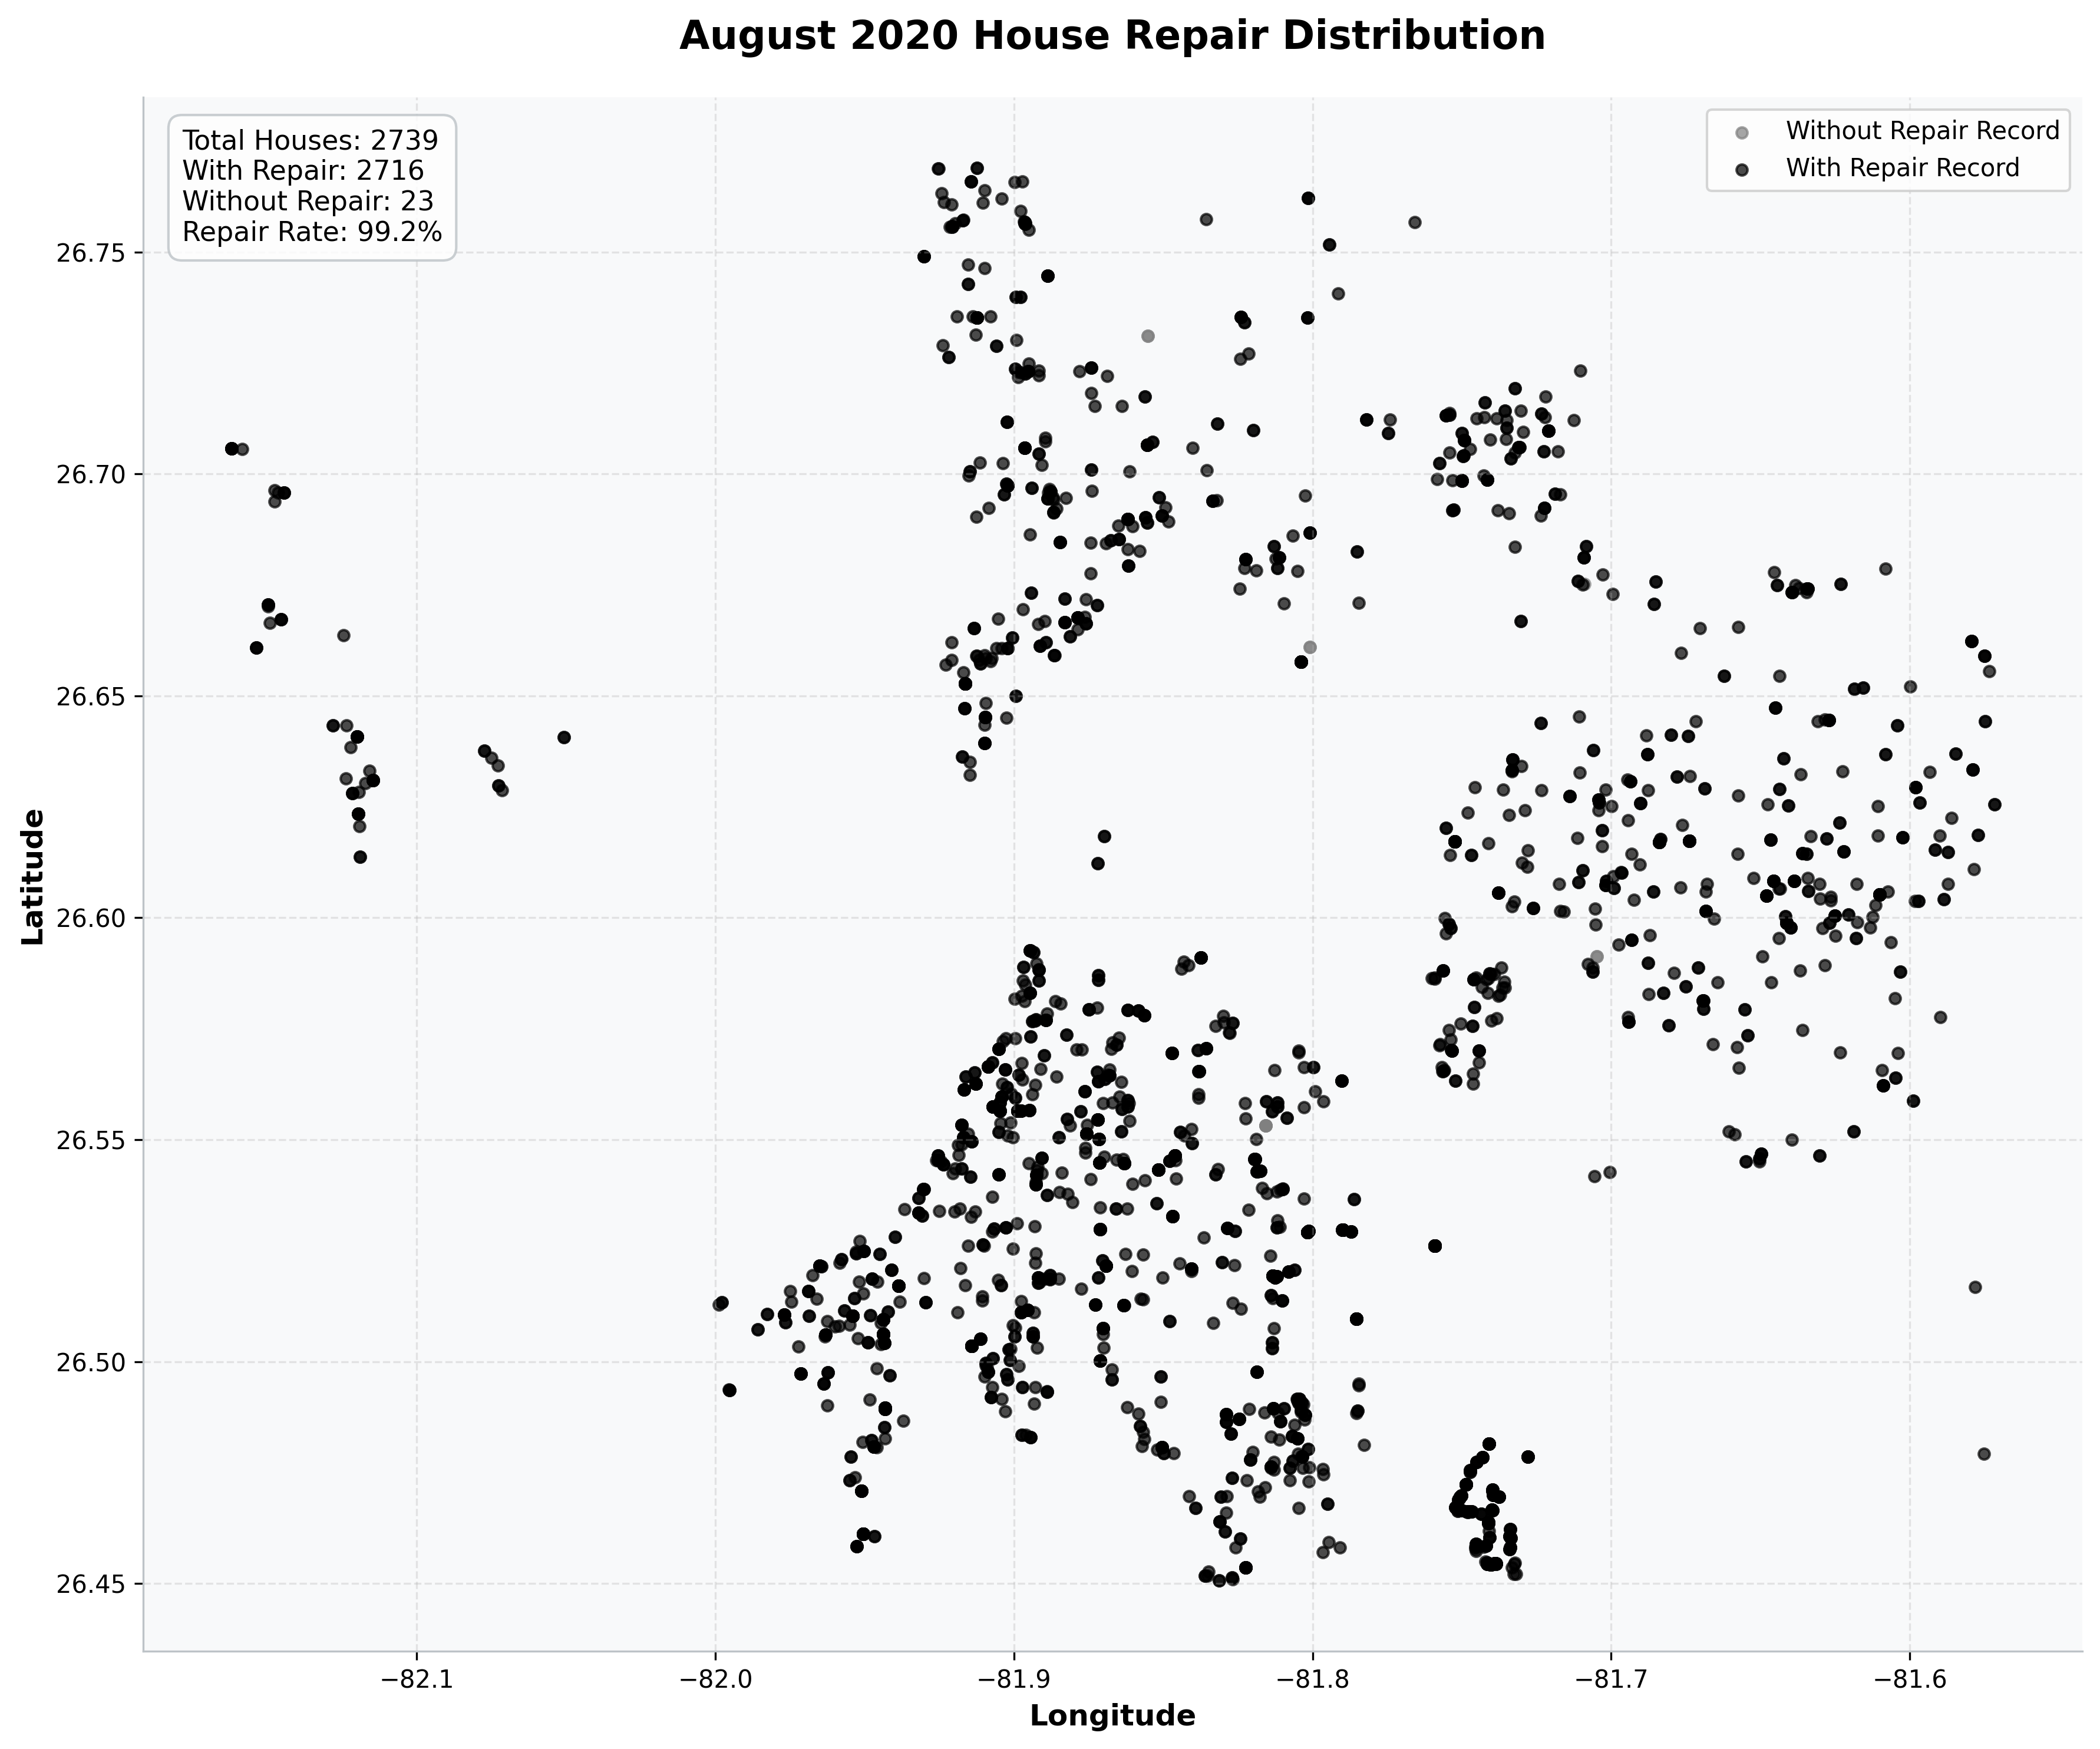 August 2020 House Repair Distribution
Total Houses: 2739
With Repair: 2716
Without Repair: 23
Repair Rate: 99.2%
Without Repair Record
With Repair Record
26.75
26.70
26.65
26.60
26.55
26.50
26.45
Latitude
−82.1
−82.0
−81.9
−81.8
−81.7
−81.6
Longitude